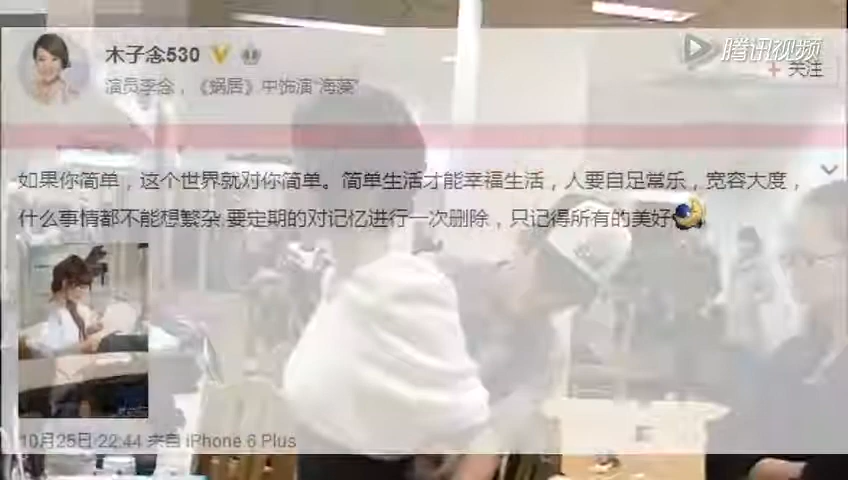 木子念530
腾讯视频
+ 关注
演员李念，《蜗居》中饰演“海藻”
如果你简单，这个世界就对你简单。简单生活才能幸福生活，人要自足常乐，宽容大度，
什么事情都不能想繁杂,要定期的对记忆进行一次删除，只记得所有的美好
10月25日 22:44 来自 iPhone 6 Plus